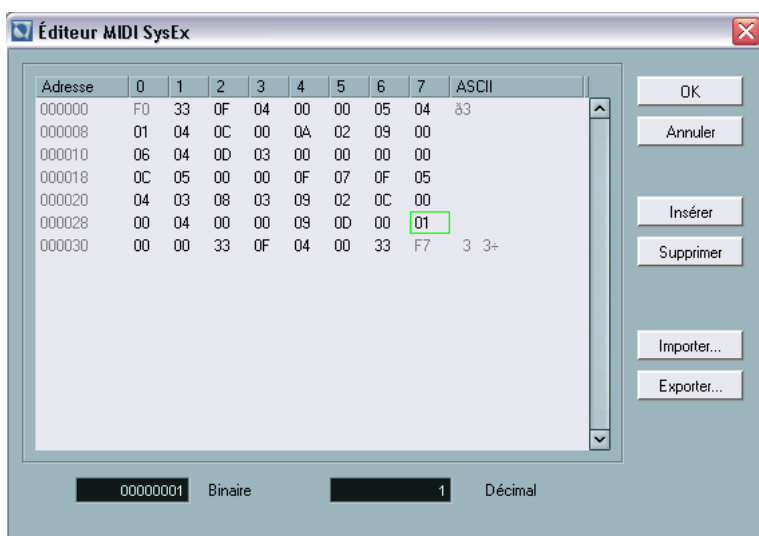 Éditeur MIDI SysEx
Adresse 0 1 2 3 4 5 6 7 ASCII
000000 F0 33 0F 04 00 00 05 04 ð3
000008 01 04 0C 00 0A 02 09 00
000010 06 04 0D 03 00 00 00 00
000018 0C 05 00 00 0F 07 0F 05
000020 04 03 08 03 09 02 0C 00
000028 00 04 00 00 09 0D 00 01
000030 00 00 33 0F 04 00 33 F7 3 3÷
OK
Annuler
Insérer
Supprimer
Importer...
Exporter...
00000001 Binaire 1 Décimal